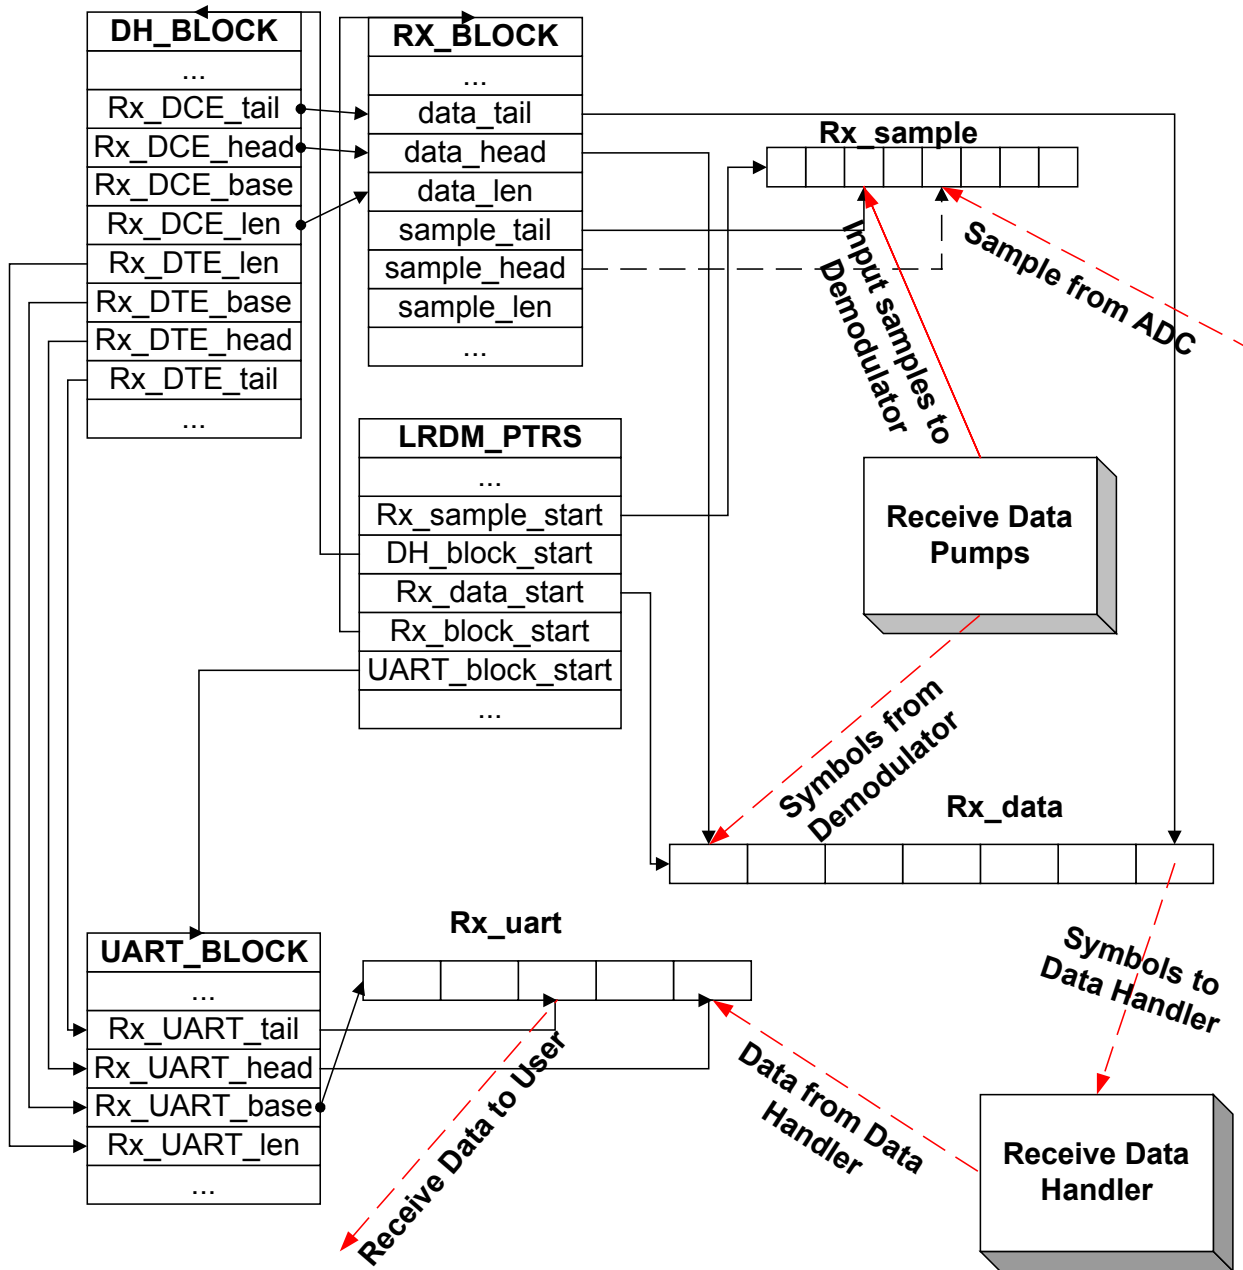 DH_BLOCK
...
Rx_DCE_tail
Rx_DCE_head
Rx_DCE_base
Rx_DCE_len
Rx_DTE_len
Rx_DTE_base
Rx_DTE_head
Rx_DTE_tail
...
RX_BLOCK
...
data_tail
data_head
data_len
sample_tail
sample_head
sample_len
...
Rx_sample
Input samples to
Demodulator
Sample from ADC
LRDM_PTRS
...
Rx_sample_start
DH_block_start
Rx_data_start
Rx_block_start
UART_block_start
...
Receive Data
Pumps
Symbols from
Demodulator
Rx_data
UART_BLOCK
...
Rx_UART_tail
Rx_UART_head
Rx_UART_base
Rx_UART_len
...
Rx_uart
Receive Data to User
Data from Data
Handler
Symbols to
Data Handler
Receive Data
Handler